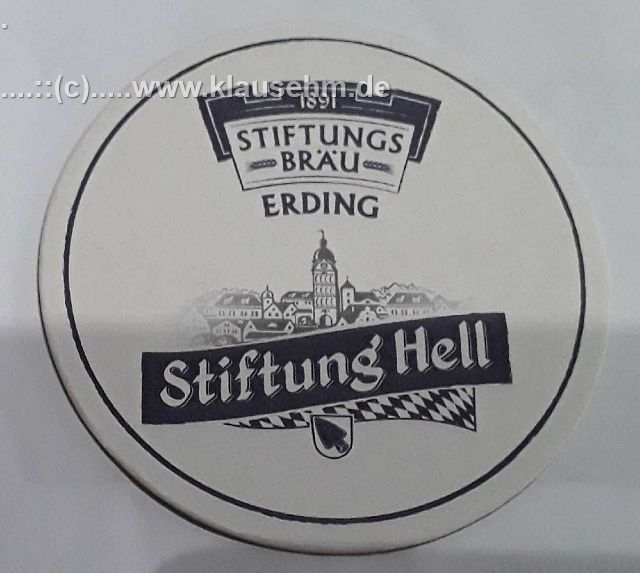 .
....::(c).....www.klausehm.de
1891
STIFTUNGS
BRÄU
ERDING
Stiftung Hell